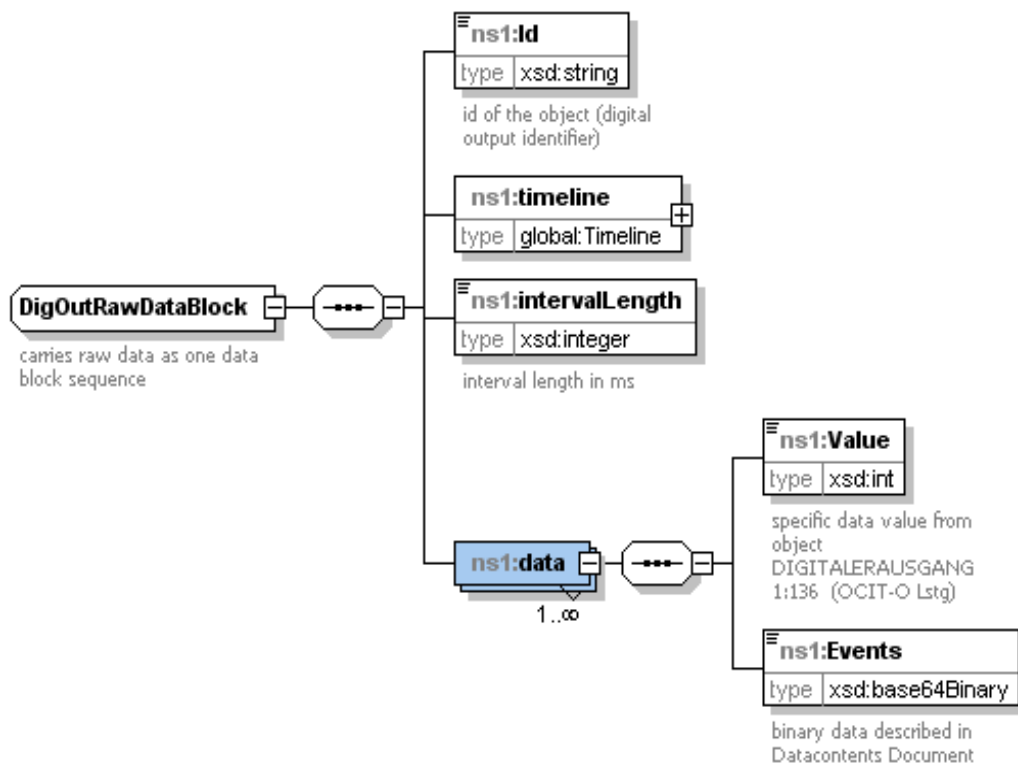 ns1:Id
type xsd:string
id of the object (digital
output identifier)
ns1:timeline
type global:Timeline
DigOutRawDataBlock
carries raw data as one data
block sequence
ns1:intervalLength
type xsd:integer
interval length in ms
ns1:data
1..∞
ns1:Value
type xsd:int
specific data value from
object
DIGITALERAUSGANG
1:136 (OCIT-O Lstg)
ns1:Events
type xsd:base64Binary
binary data described in
Datacontents Document